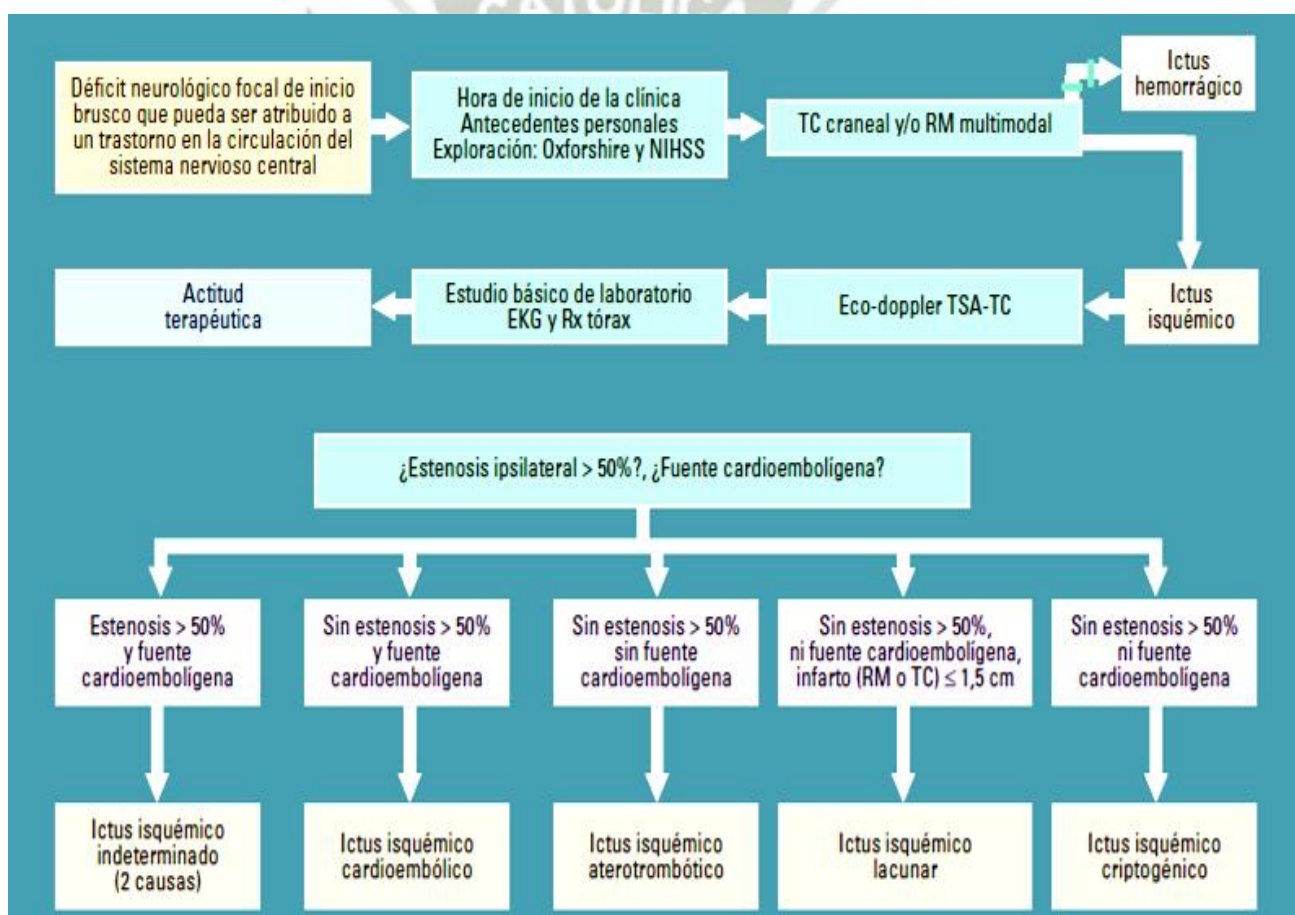 CATOLICA
Déficit neurológico focal de inicio
brusco que pueda ser atribuido a
un trastorno en la circulación del
sistema nervioso central
Hora de inicio de la clínica
Antecedentes personales
Exploración: Oxforshire y NIHSS
TC craneal y/o RM multimodal
Ictus
hemorrágico
Ictus
isquémico
Eco-doppler TSA-TC
Estudio básico de laboratorio
EKG y Rx tórax
Actitud
terapéutica
¿Estenosis ipsilateral > 50%?, ¿Fuente cardioembolígena?
Estenosis > 50%
y fuente
cardioembolígena
Sin estenosis > 50%
y fuente
cardioembolígena
Sin estenosis > 50%
sin fuente
cardioembolígena
Sin estenosis > 50%,
ni fuente cardioembolígena,
infarto (RM o TC) ≤ 1,5 cm
Sin estenosis > 50%
ni fuente
cardioembolígena
Ictus isquémico
indeterminado
(2 causas)
Ictus isquémico
cardioembólico
Ictus isquémico
aterotrombótico
Ictus isquémico
lacunar
Ictus isquémico
criptogénico